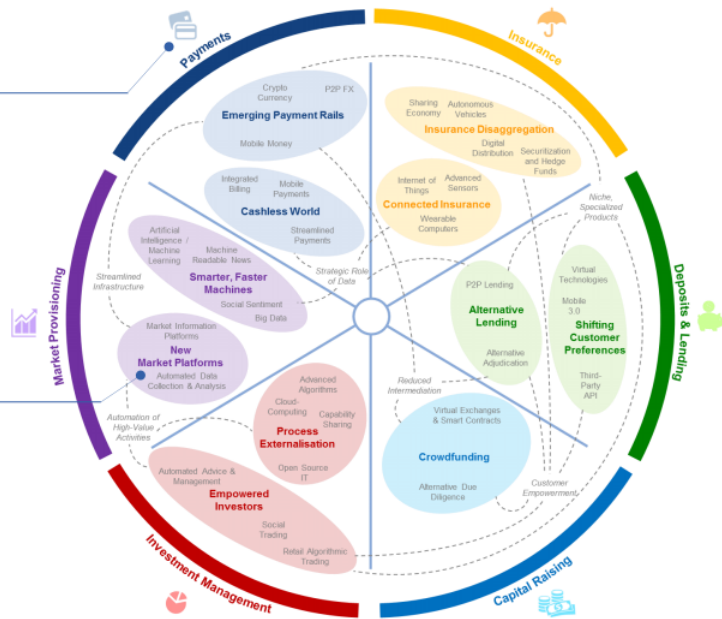 Payments
Crypto
Currency
P2P FX
Emerging Payment Rails
Mobile Money
Integrated
Billing
Mobile
Payments
Cashless World
Streamlined
Payments
Insurance
Sharing
Economy
Autonomous
Vehicles
Insurance Disaggregation
Digital
Distribution
Securitization
and Hedge
Funds
Internet of
Things
Advanced
Sensors
Connected Insurance
Wearable
Computers
Niche,
Specialized
Products
Strategic Role
of Data
Streamlined
Infrastructure
Market Provisioning
Artificial
Intelligence /
Machine
Learning
Machine
Readable News
Smarter, Faster
Machines
Social Sentiment
Big Data
Market Information
Platforms
New
Market Platforms
Automated Data
Collection & Analysis
Automation of
High-Value
Activities
Deposits & Lending
P2P Lending
Alternative
Lending
Alternative
Adjudication
Virtual
Technologies
Mobile
3.0
Shifting
Customer
Preferences
Third-
Party
API
Reduced
Intermediation
Investment Management
Advanced
Algorithms
Cloud-
Computing
Capability
Sharing
Process
Externalisation
Open Source
IT
Automated Advice &
Management
Empowered
Investors
Social
Trading
Retail Algorithmic
Trading
Capital Raising
Virtual Exchanges
& Smart Contracts
Crowdfunding
Alternative Due
Diligence
Customer
Empowerment